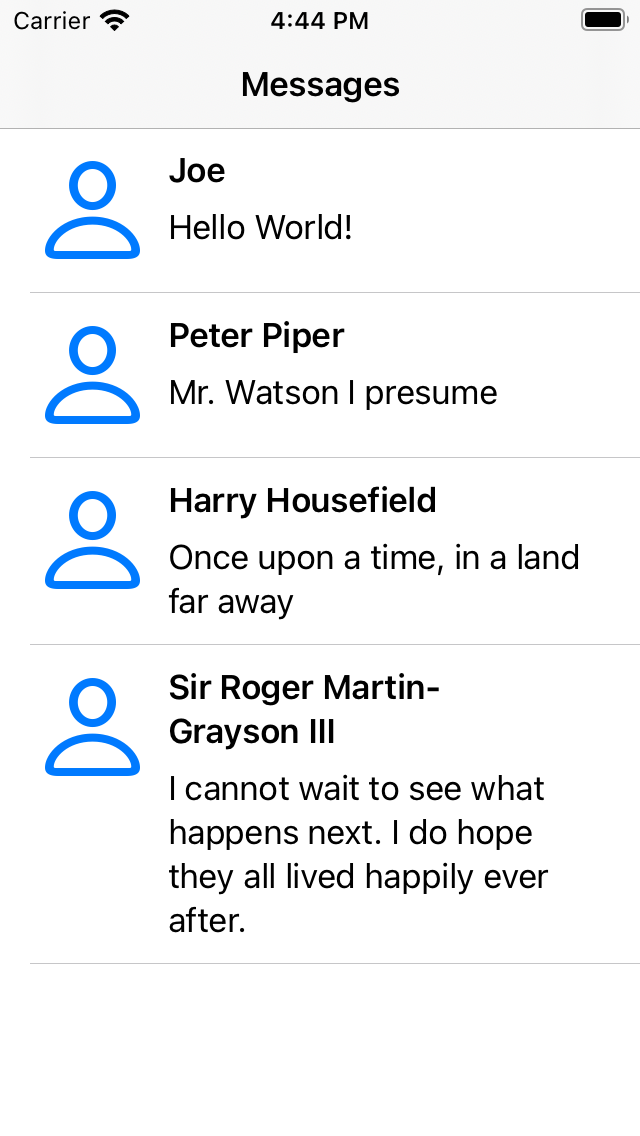 Carrier 4:44 PM
Messages
Joe
Hello World!
Peter Piper
Mr. Watson I presume
Harry Housefield
Once upon a time, in a land
far away
Sir Roger Martin-
Grayson III
I cannot wait to see what
happens next. I do hope
they all lived happily ever
after.